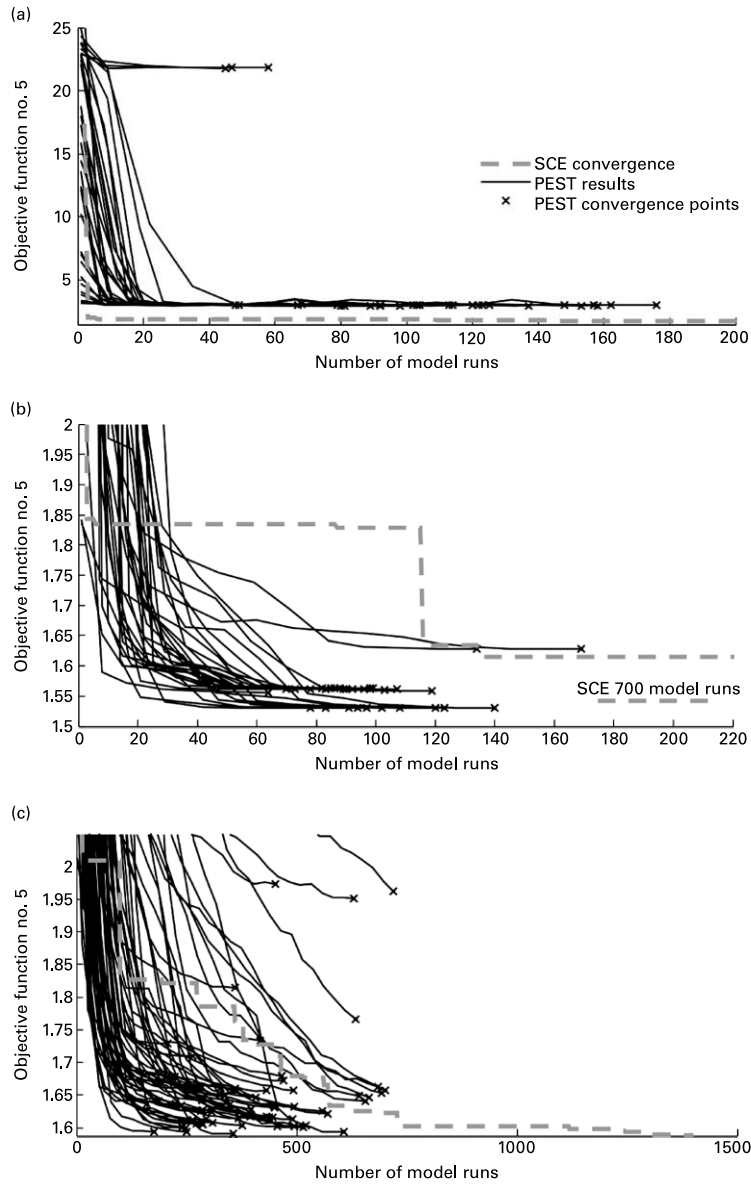 (a)
25
20
15
10
5
Objective function no. 5
SCE convergence
PEST results
PEST convergence points
0 20 40 60 80 100 120 140 160 180 200
Number of model runs
(b)
2
1.95
1.9
1.85
1.8
1.75
1.7
1.65
1.6
1.55
1.5
Objective function no. 5
SCE 700 model runs
0 20 40 60 80 100 120 140 160 180 200 220
Number of model runs
(c)
2
1.95
1.9
1.85
1.8
1.75
1.7
1.65
1.6
Objective function no. 5
0 500 1000 1500
Number of model runs